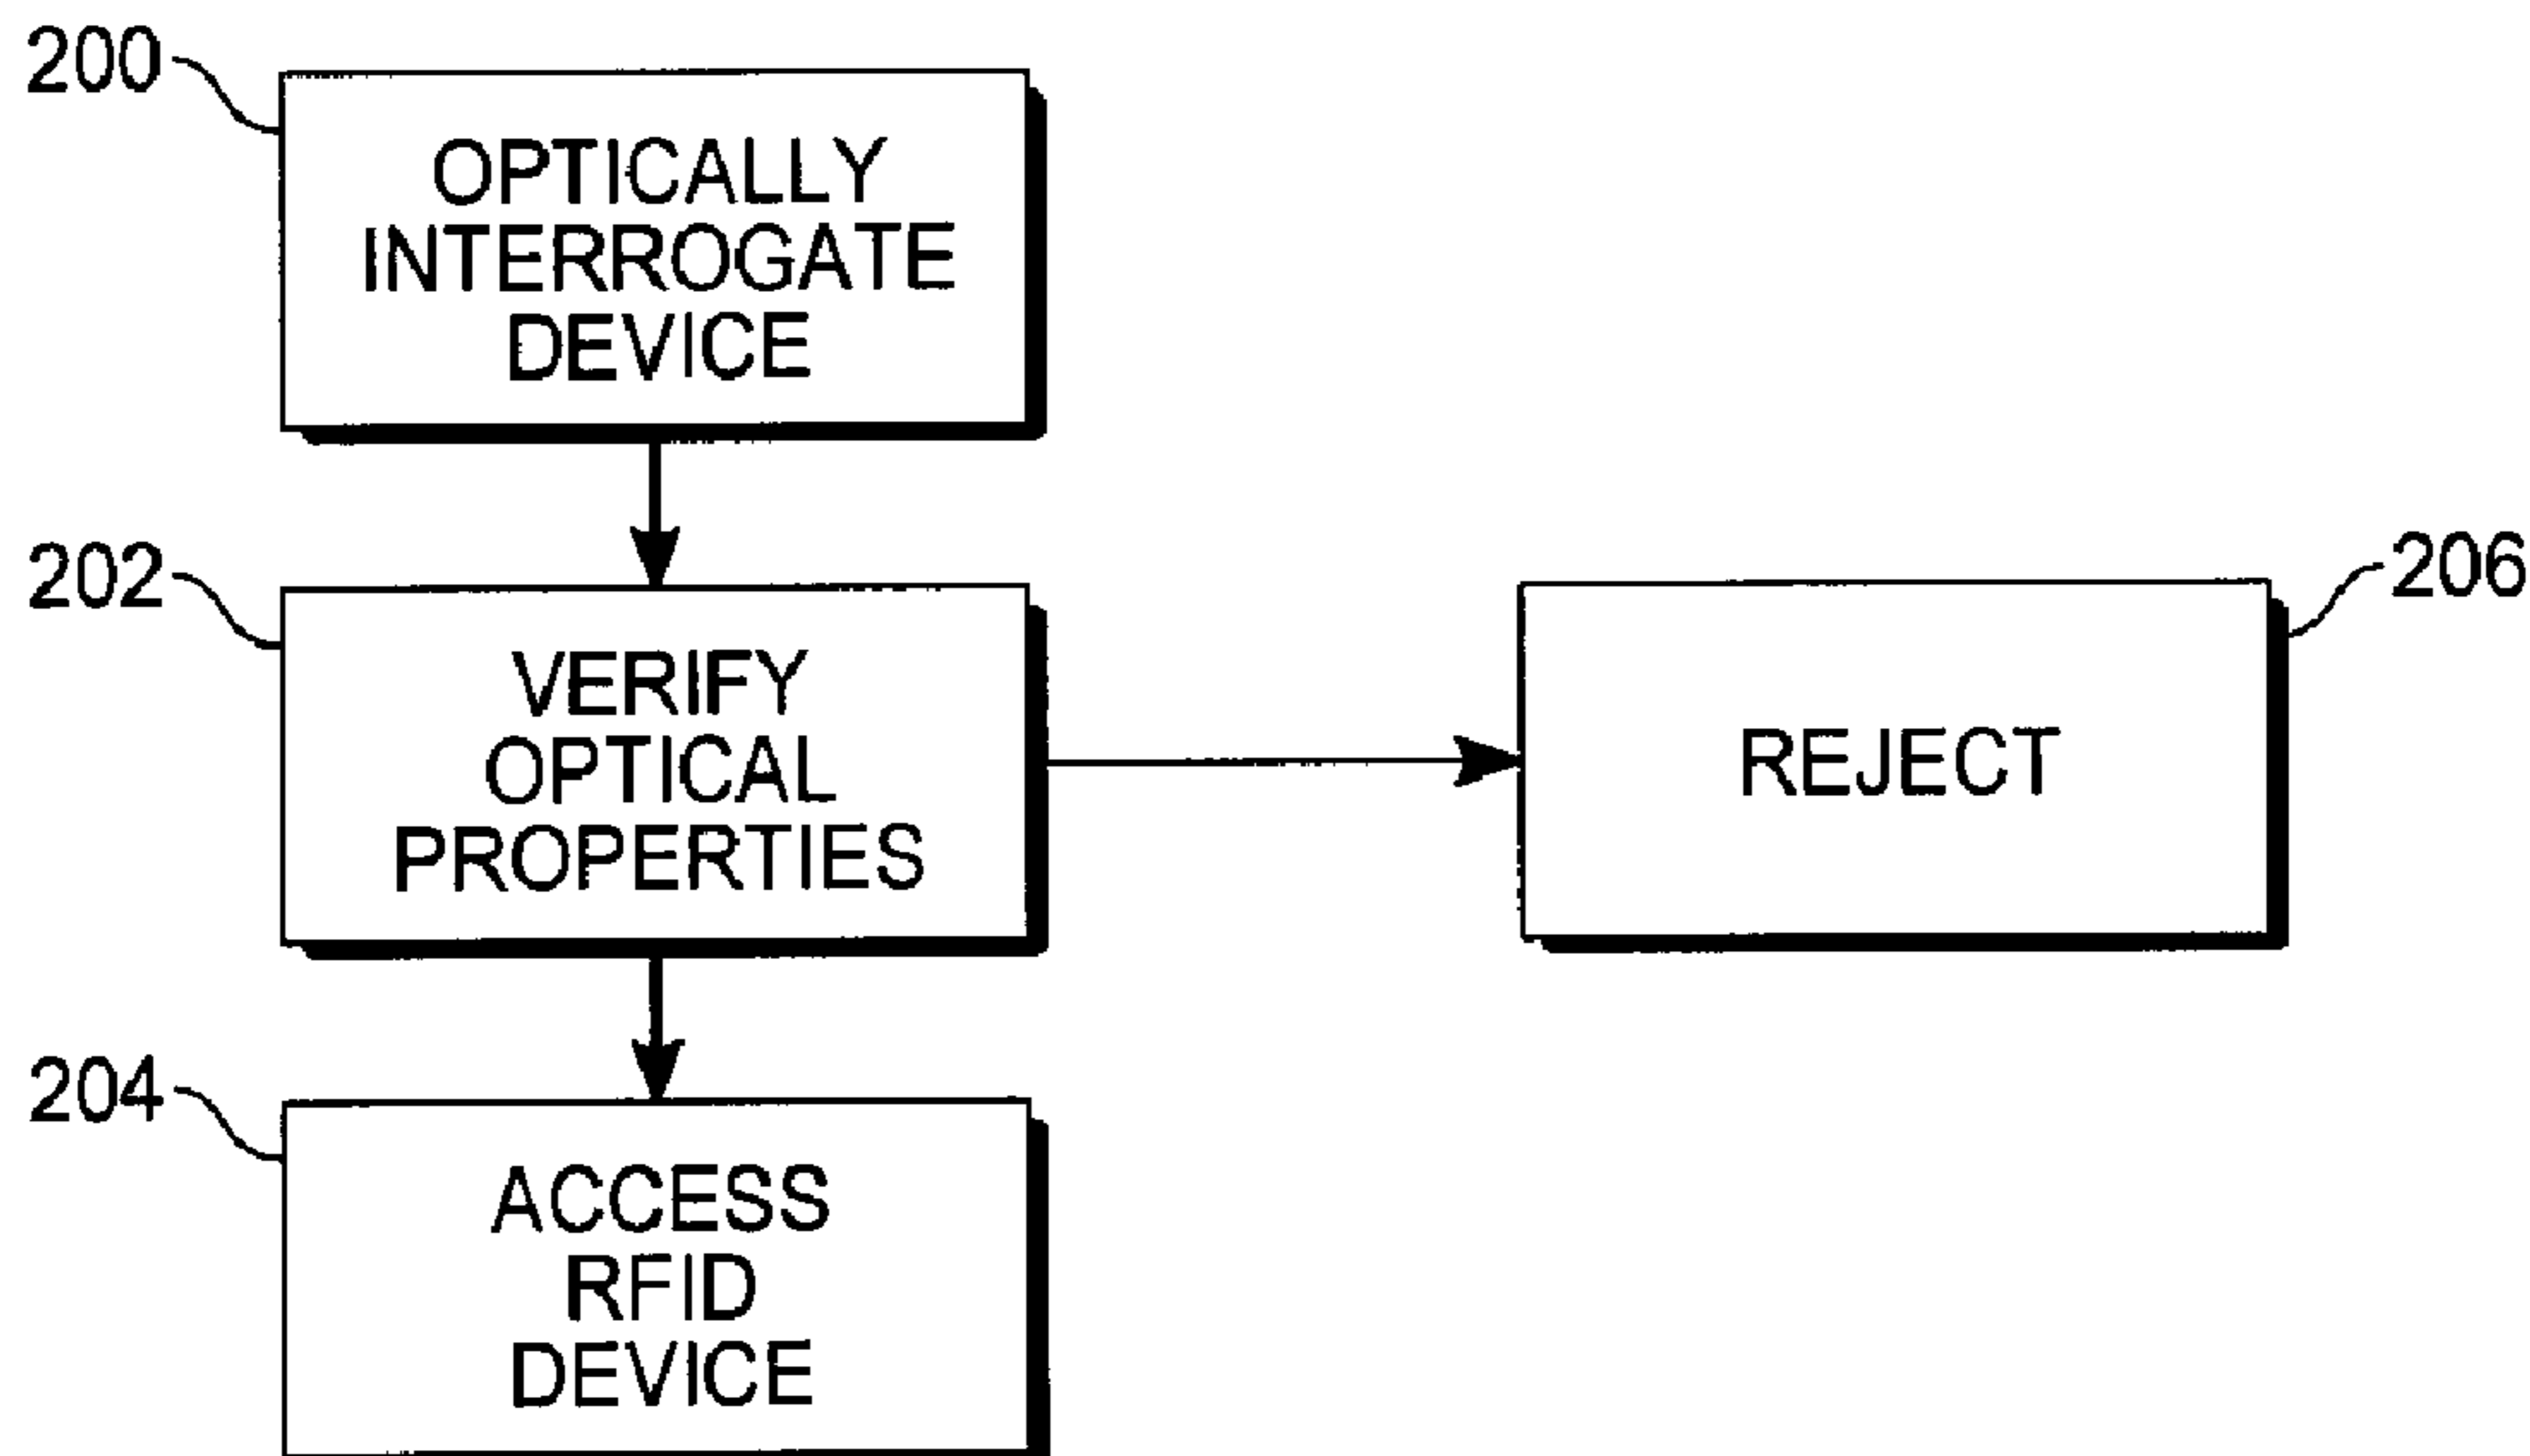 200
OPTICALLY
INTERROGATE
DEVICE
202
VERIFY
OPTICAL
PROPERTIES
206
REJECT
204
ACCESS
RFID
DEVICE